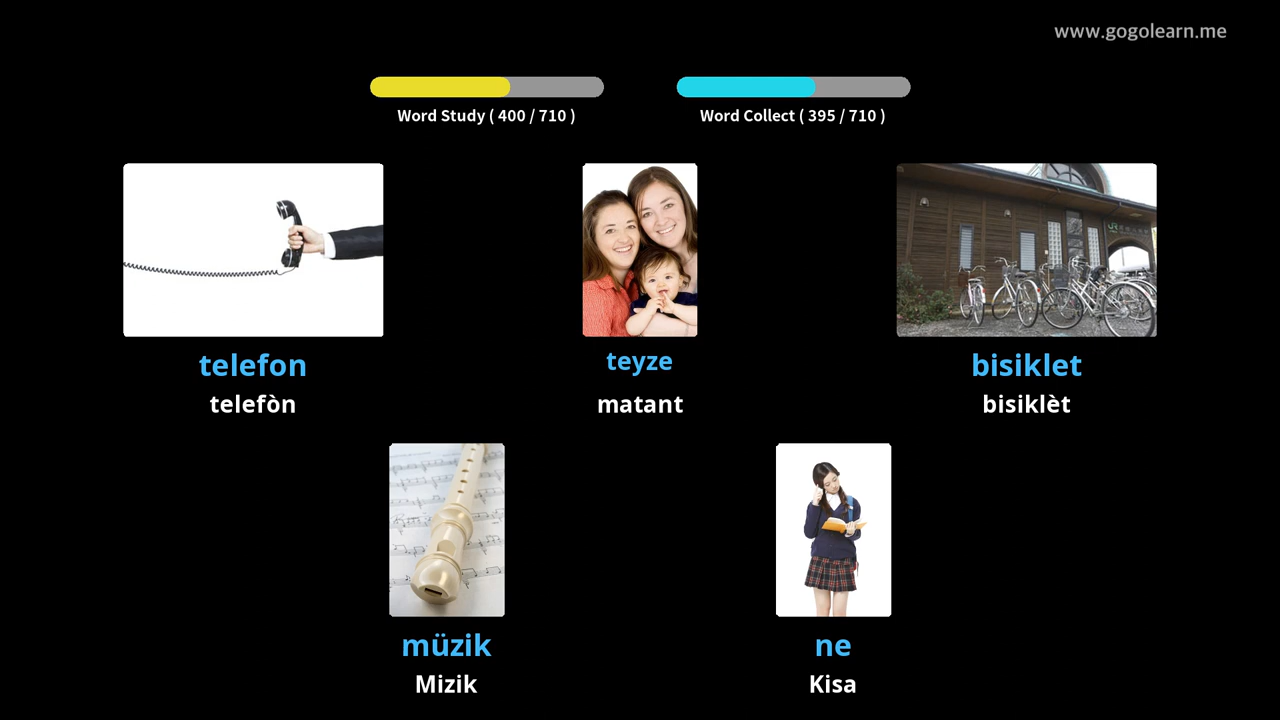 www.gogolearn.me
Word Study ( 400 / 710 )
Word Collect ( 395 / 710 )
telefon
telefòn
teyze
matant
bisiklet
bisiklèt
müzik
Mizik
ne
Kisa